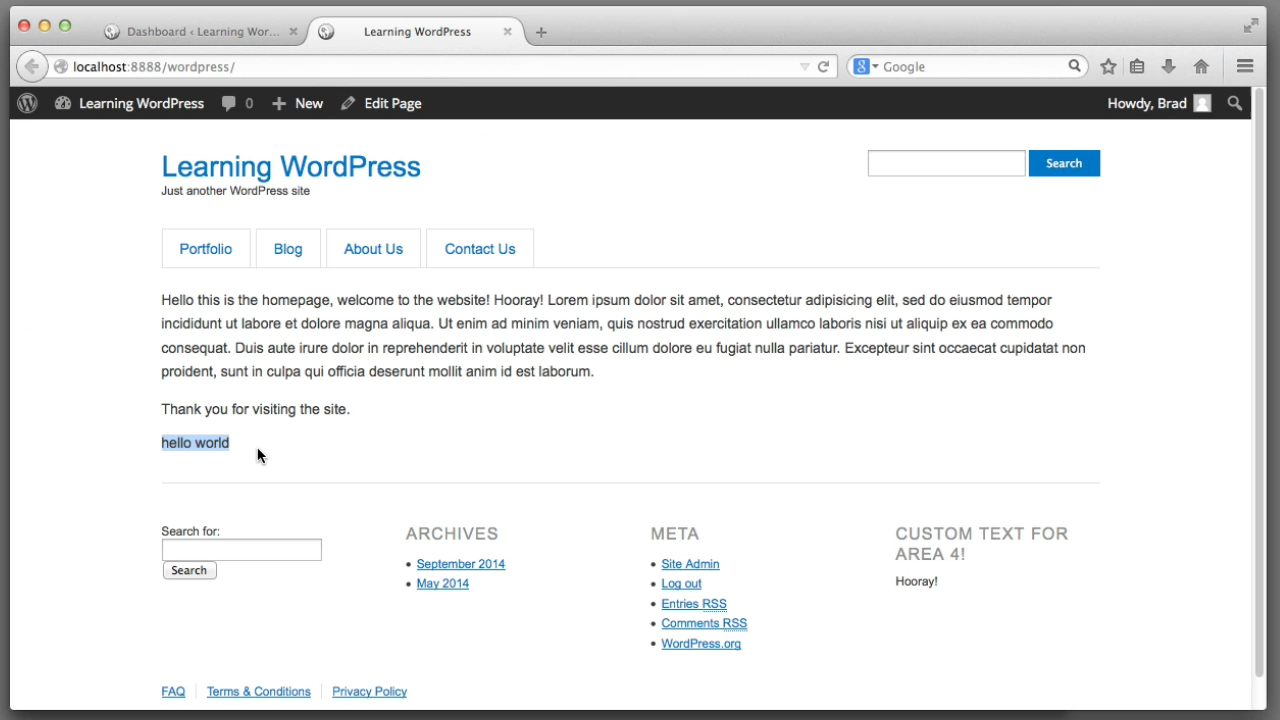 Dashboard ‹ Learning Wor...
Learning WordPress
localhost:8888/wordpress/
Google
Learning WordPress
0
New
Edit Page
Howdy, Brad
Learning WordPress
Just another WordPress site
Search
Portfolio
Blog
About Us
Contact Us
Hello this is the homepage, welcome to the website! Hooray! Lorem ipsum dolor sit amet, consectetur adipisicing elit, sed do eiusmod tempor
incididunt ut labore et dolore magna aliqua. Ut enim ad minim veniam, quis nostrud exercitation ullamco laboris nisi ut aliquip ex ea commodo
consequat. Duis aute irure dolor in reprehenderit in voluptate velit esse cillum dolore eu fugiat nulla pariatur. Excepteur sint occaecat cupidatat non
proident, sunt in culpa qui officia deserunt mollit anim id est laborum.
Thank you for visiting the site.
hello world
Search for:
Search
ARCHIVES
September 2014
May 2014
META
Site Admin
Log out
Entries RSS
Comments RSS
WordPress.org
CUSTOM TEXT FOR
AREA 4!
Hooray!
FAQ
Terms & Conditions
Privacy Policy